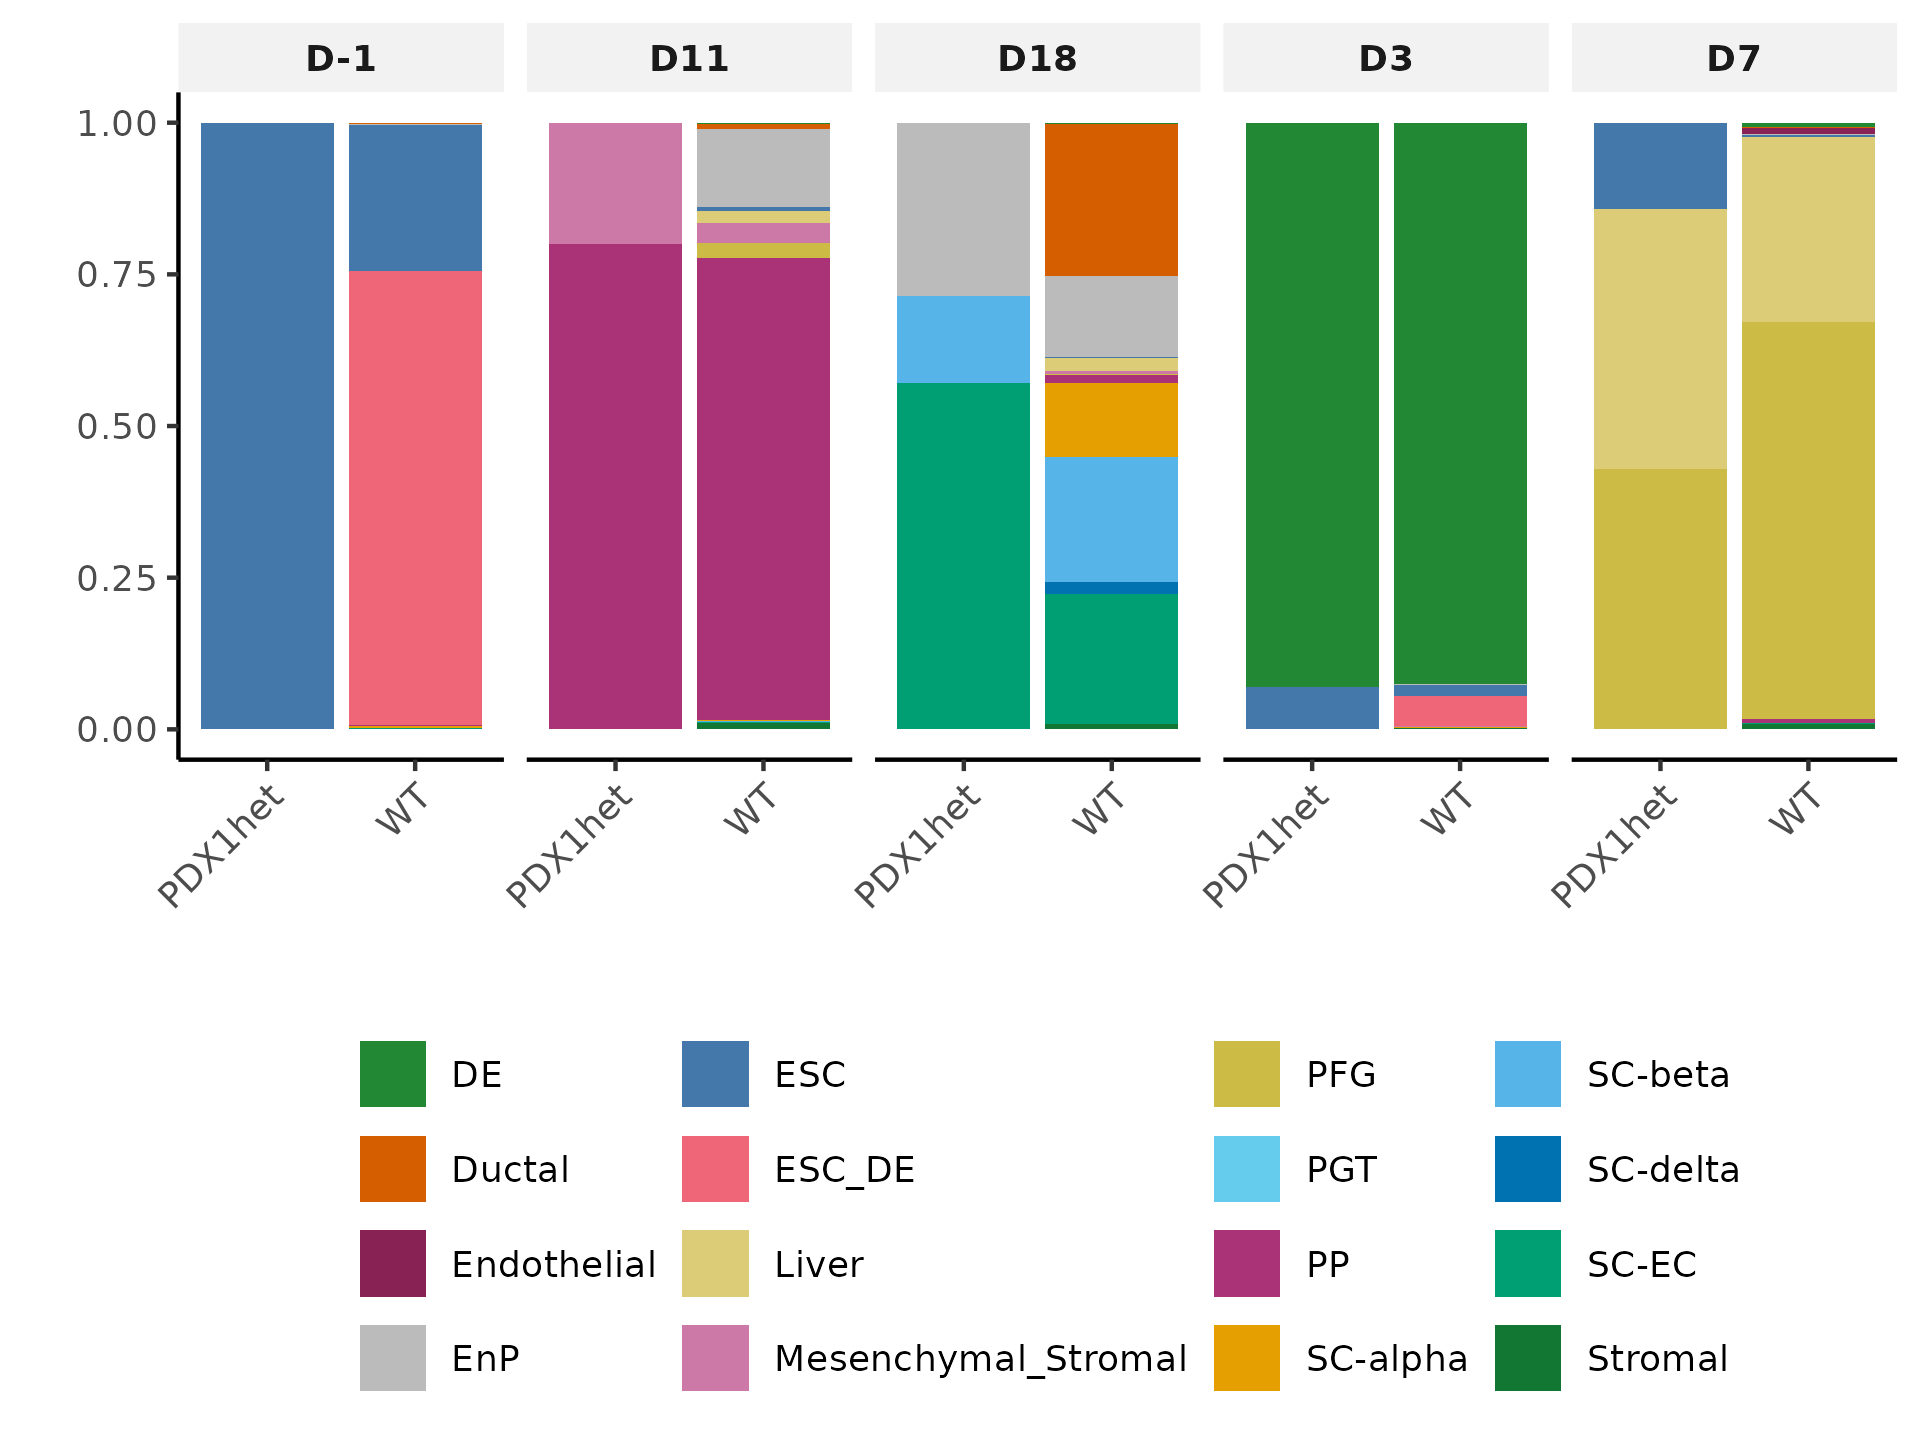 D-1 D11 D18 D3 D7
1.00
0.75
0.50
0.25
0.00
PDX1het WT PDX1het WT PDX1het WT PDX1het WT PDX1het WT
DE ESC PFG SC-beta
Ductal ESC_DE PGT SC-delta
Endothelial Liver PP SC-EC
EnP Mesenchymal_Stromal SC-alpha Stromal